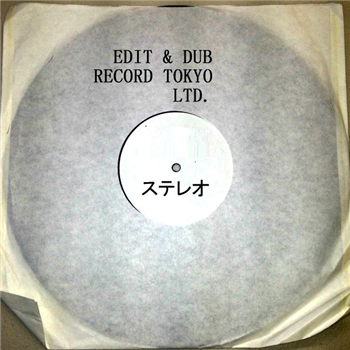 EDIT & DUB
RECORD TOKYO
LTD.
ステレオ